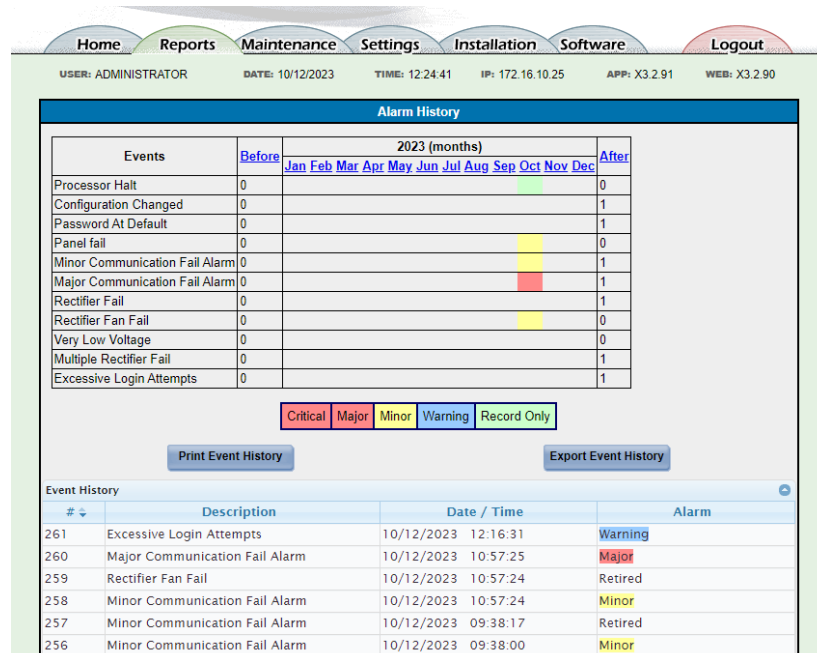 Home Reports Maintenance Settings Installation Software Logout
USER: ADMINISTRATOR DATE: 10/12/2023 TIME: 12:24:41 IP: 172.16.10.25 APP: X3.2.91 WEB: X3.2.90
Alarm History
Events Before 2023 (months) After
Jan Feb Mar Apr May Jun Jul Aug Sep Oct Nov Dec
Processor Halt 0 0
Configuration Changed 0 1
Password At Default 0 1
Panel fail 0 0
Minor Communication Fail Alarm 0 1
Major Communication Fail Alarm 0 1
Rectifier Fail 0 1
Rectifier Fan Fail 0 0
Very Low Voltage 0 0
Multiple Rectifier Fail 0 1
Excessive Login Attempts 0 1
Critical Major Minor Warning Record Only
Print Event History Export Event History
Event History
# Description Date / Time Alarm
261 Excessive Login Attempts 10/12/2023 12:16:31 Warning
260 Major Communication Fail Alarm 10/12/2023 10:57:25 Major
259 Rectifier Fan Fail 10/12/2023 10:57:24 Retired
258 Minor Communication Fail Alarm 10/12/2023 10:57:24 Minor
257 Minor Communication Fail Alarm 10/12/2023 09:38:17 Retired
256 Minor Communication Fail Alarm 10/12/2023 09:38:00 Minor